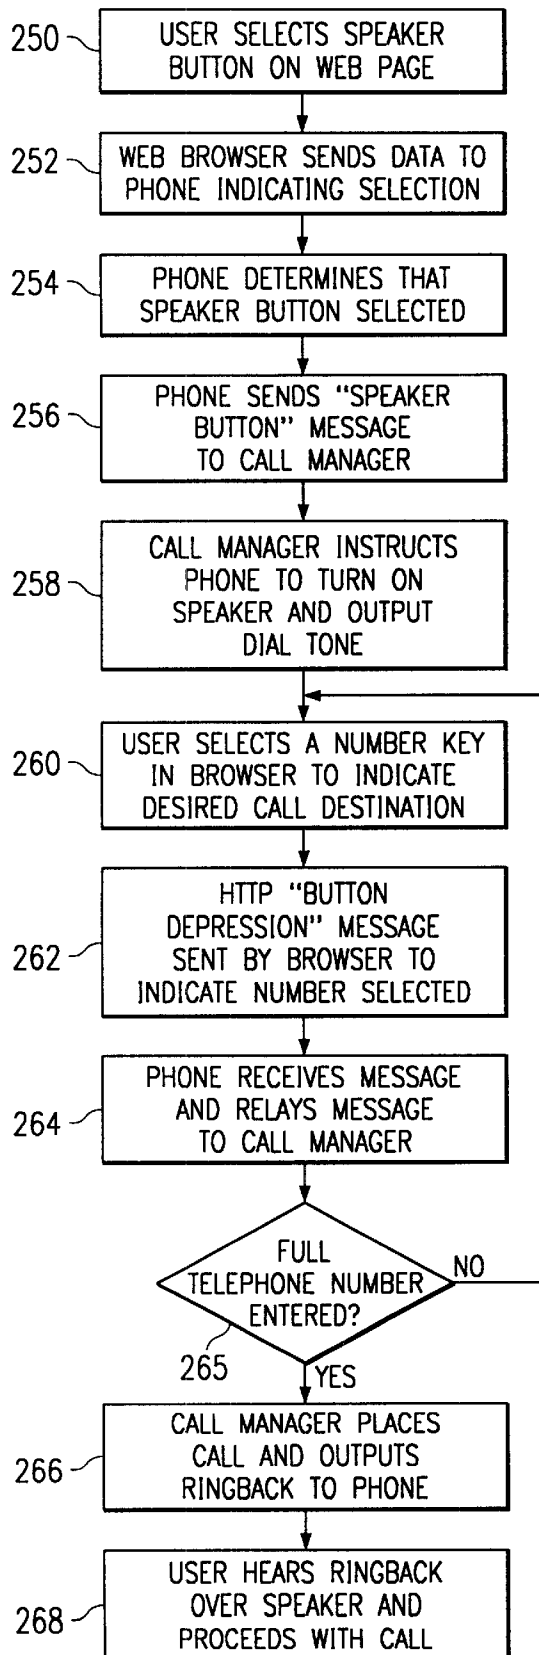 250
USER SELECTS SPEAKER
BUTTON ON WEB PAGE
252
WEB BROWSER SENDS DATA TO
PHONE INDICATING SELECTION
254
PHONE DETERMINES THAT
SPEAKER BUTTON SELECTED
256
PHONE SENDS "SPEAKER
BUTTON" MESSAGE
TO CALL MANAGER
258
CALL MANAGER INSTRUCTS
PHONE TO TURN ON
SPEAKER AND OUTPUT
DIAL TONE
260
USER SELECTS A NUMBER KEY
IN BROWSER TO INDICATE
DESIRED CALL DESTINATION
262
HTTP "BUTTON
DEPRESSION" MESSAGE
SENT BY BROWSER TO
INDICATE NUMBER SELECTED
264
PHONE RECEIVES MESSAGE
AND RELAYS MESSAGE
TO CALL MANAGER
FULL
TELEPHONE NUMBER
ENTERED?
NO
265
YES
266
CALL MANAGER PLACES
CALL AND OUTPUTS
RINGBACK TO PHONE
268
USER HEARS RINGBACK
OVER SPEAKER AND
PROCEEDS WITH CALL